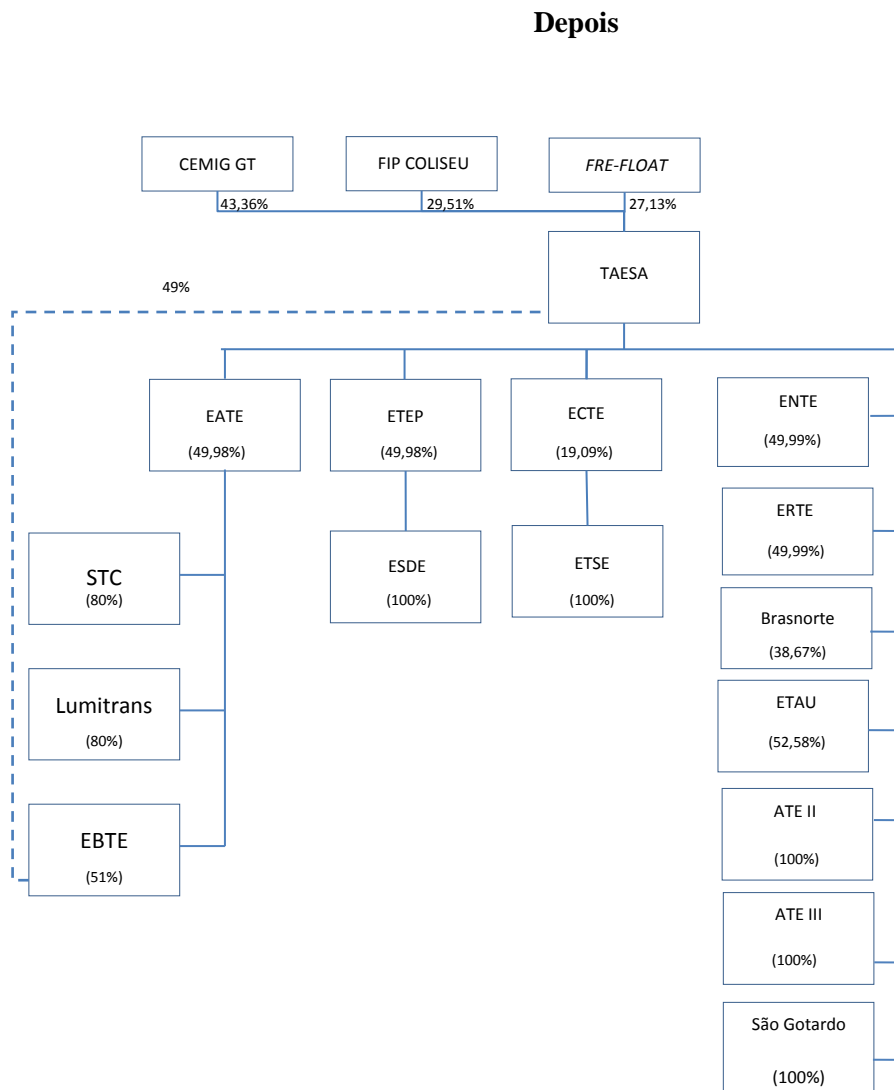 Depois
CEMIG GT
FIP COLISEU
FRE-FLOAT
43,36%
29,51%
27,13%
TAESA
49%
EATE
(49,98%)
ETEP
(49,98%)
ECTE
(19,09%)
ENTE
(49,99%)
ERTE
(49,99%)
STC
(80%)
ESDE
(100%)
ETSE
(100%)
Brasnorte
(38,67%)
Lumitrans
(80%)
ETAU
(52,58%)
EBTE
(51%)
ATE II
(100%)
ATE III
(100%)
São Gotardo
(100%)